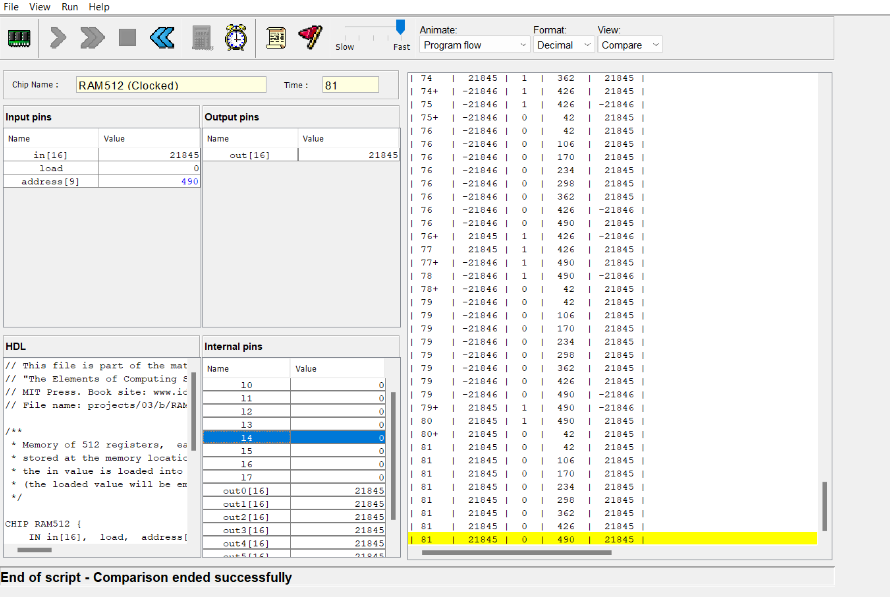 File View Run Help
Animate: Format: View:
Slow Fast Program flow Decimal Compare
Chip Name : RAM512 (Clocked) Time : 81
Input pins
Name Value
in[16] 21845
load 0
address[9] 490
Output pins
Name Value
out[16] 21845
HDL
// This file is part of the mat
// "The Elements of Computing S
// MIT Press. Book site: www.id
// File name: projects/03/b/RAM
/**
* Memory of 512 registers, ea
* stored at the memory locatio
* the in value is loaded into
* (the loaded value will be em
*/
CHIP RAM512 {
IN in[16], load, address[
Internal pins
Name Value
l0 0
l1 0
l2 0
l3 0
l4 0
l5 0
l6 0
l7 0
out0[16] 21845
out1[16] 21845
out2[16] 21845
out3[16] 21845
out4[16] 21845
out5[16] 21845
| 74 | 21845 | 1 | 362 | 21845 |
| 74+ | -21846 | 1 | 426 | 21845 |
| 75 | -21846 | 1 | 426 | -21846 |
| 75+ | -21846 | 0 | 42 | 21845 |
| 76 | -21846 | 0 | 42 | 21845 |
| 76 | -21846 | 0 | 106 | 21845 |
| 76 | -21846 | 0 | 170 | 21845 |
| 76 | -21846 | 0 | 234 | 21845 |
| 76 | -21846 | 0 | 298 | 21845 |
| 76 | -21846 | 0 | 362 | 21845 |
| 76 | -21846 | 0 | 426 | -21846 |
| 76 | -21846 | 0 | 490 | 21845 |
| 76+ | 21845 | 1 | 426 | -21846 |
| 77 | 21845 | 1 | 426 | 21845 |
| 77+ | -21846 | 1 | 490 | 21845 |
| 78 | -21846 | 1 | 490 | -21846 |
| 78+ | -21846 | 0 | 42 | 21845 |
| 79 | -21846 | 0 | 42 | 21845 |
| 79 | -21846 | 0 | 106 | 21845 |
| 79 | -21846 | 0 | 170 | 21845 |
| 79 | -21846 | 0 | 234 | 21845 |
| 79 | -21846 | 0 | 298 | 21845 |
| 79 | -21846 | 0 | 362 | 21845 |
| 79 | -21846 | 0 | 426 | 21845 |
| 79 | -21846 | 0 | 490 | -21846 |
| 79+ | 21845 | 1 | 490 | -21846 |
| 80 | 21845 | 1 | 490 | 21845 |
| 80+ | 21845 | 0 | 42 | 21845 |
| 81 | 21845 | 0 | 42 | 21845 |
| 81 | 21845 | 0 | 106 | 21845 |
| 81 | 21845 | 0 | 170 | 21845 |
| 81 | 21845 | 0 | 234 | 21845 |
| 81 | 21845 | 0 | 298 | 21845 |
| 81 | 21845 | 0 | 362 | 21845 |
| 81 | 21845 | 0 | 426 | 21845 |
| 81 | 21845 | 0 | 490 | 21845 |
End of script - Comparison ended successfully